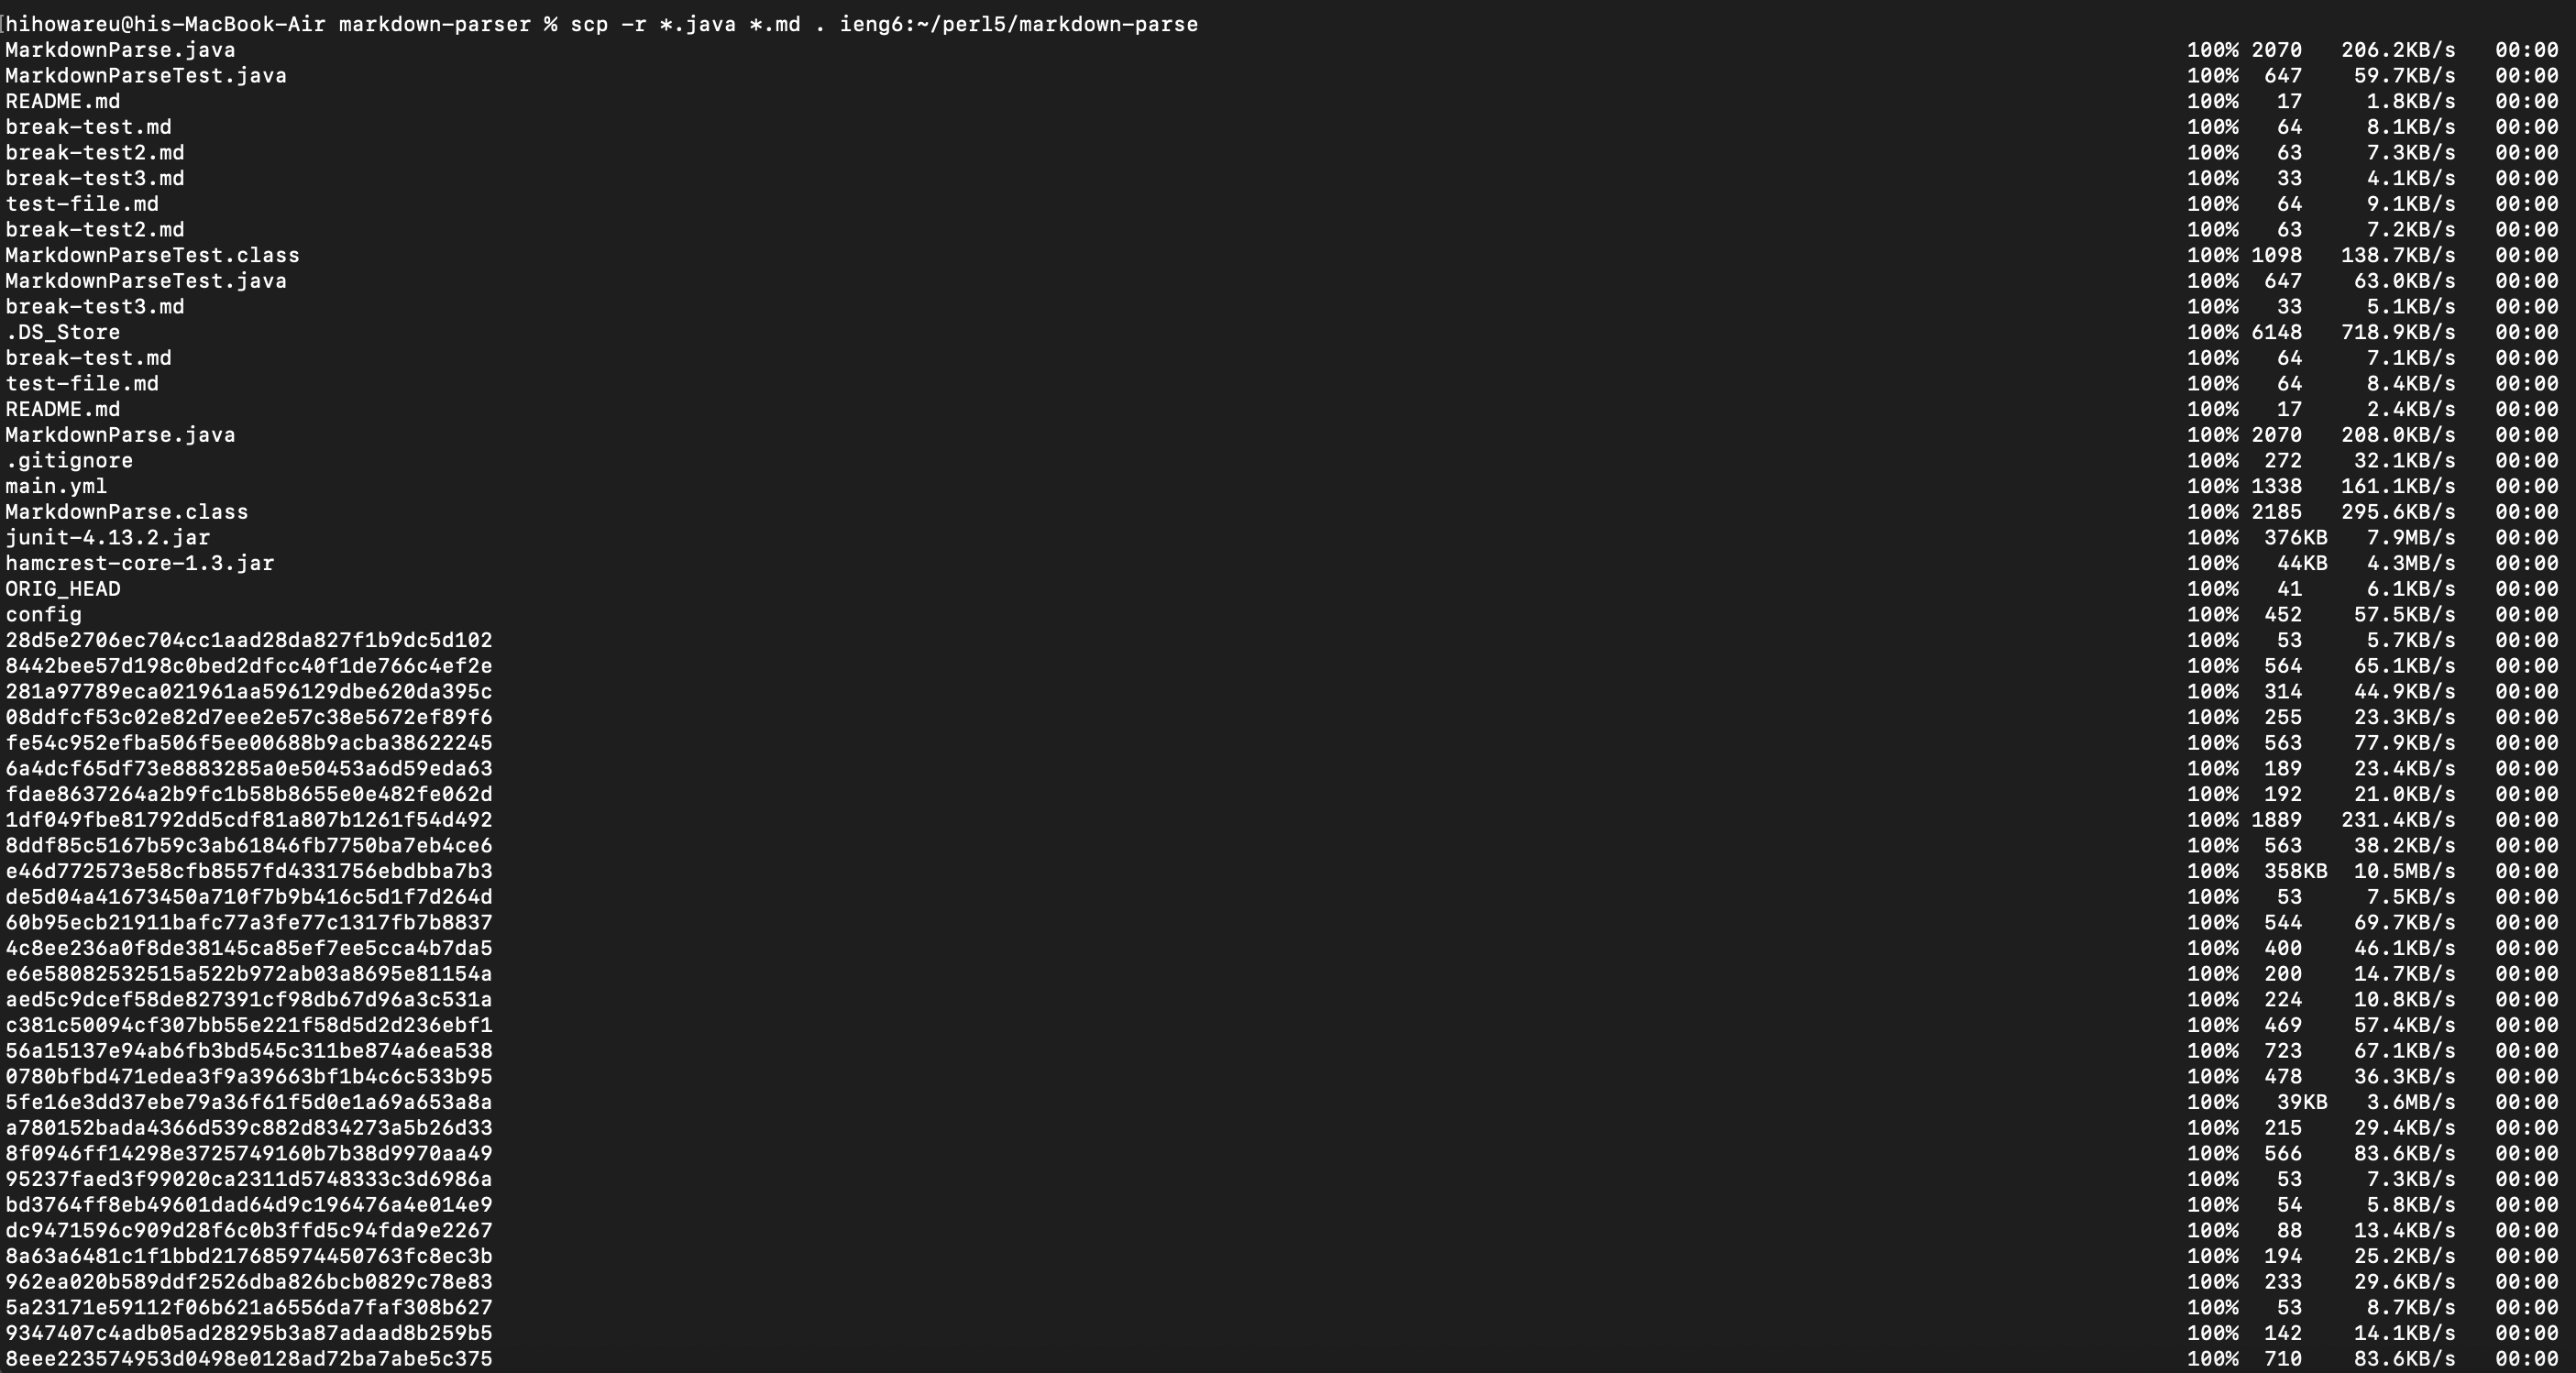 hihowareu@his-MacBook-Air markdown-parser % scp -r *.java *.md . ieng6:~/perl5/markdown-parse
MarkdownParse.java 100% 2070 206.2KB/s 00:00
MarkdownParseTest.java 100% 647 59.7KB/s 00:00
README.md 100% 17 1.8KB/s 00:00
break-test.md 100% 64 8.1KB/s 00:00
break-test2.md 100% 63 7.3KB/s 00:00
break-test3.md 100% 33 4.1KB/s 00:00
test-file.md 100% 64 9.1KB/s 00:00
break-test2.md 100% 63 7.2KB/s 00:00
MarkdownParseTest.class 100% 1098 138.7KB/s 00:00
MarkdownParseTest.java 100% 647 63.0KB/s 00:00
break-test3.md 100% 33 5.1KB/s 00:00
.DS_Store 100% 6148 718.9KB/s 00:00
break-test.md 100% 64 7.1KB/s 00:00
test-file.md 100% 64 8.4KB/s 00:00
README.md 100% 17 2.4KB/s 00:00
MarkdownParse.java 100% 2070 208.0KB/s 00:00
.gitignore 100% 272 32.1KB/s 00:00
main.yml 100% 1338 161.1KB/s 00:00
MarkdownParse.class 100% 2185 295.6KB/s 00:00
junit-4.13.2.jar 100% 376KB 7.9MB/s 00:00
hamcrest-core-1.3.jar 100% 44KB 4.3MB/s 00:00
ORIG_HEAD 100% 41 6.1KB/s 00:00
config 100% 452 57.5KB/s 00:00
28d5e2706ec704cc1aad28da827f1b9dc5d102 100% 53 5.7KB/s 00:00
8442bee57d198c0bed2dfcc40f1de766c4ef2e 100% 564 65.1KB/s 00:00
281a97789eca021961aa596129dbe620da395c 100% 314 44.9KB/s 00:00
08ddfcf53c02e82d7eee2e57c38e5672ef89f6 100% 255 23.3KB/s 00:00
fe54c952efba506f5ee00688b9acba38622245 100% 563 77.9KB/s 00:00
6a4dcf65df73e8883285a0e50453a6d59eda63 100% 189 23.4KB/s 00:00
fdae8637264a2b9fc1b58b8655e0e482fe062d 100% 192 21.0KB/s 00:00
1df049fbe81792dd5cdf81a807b1261f54d492 100% 1889 231.4KB/s 00:00
8ddf85c5167b59c3ab61846fb7750ba7eb4ce6 100% 563 38.2KB/s 00:00
e46d772573e58cfb8557fd4331756ebdbba7b3 100% 358KB 10.5MB/s 00:00
de5d04a41673450a710f7b9b416c5d1f7d264d 100% 53 7.5KB/s 00:00
60b95ecb21911bafc77a3fe77c1317fb7b8837 100% 544 69.7KB/s 00:00
4c8ee236a0f8de38145ca85ef7ee5cca4b7da5 100% 400 46.1KB/s 00:00
e6e58082532515a522b972ab03a8695e81154a 100% 200 14.7KB/s 00:00
aed5c9dcef58de827391cf98db67d96a3c531a 100% 224 10.8KB/s 00:00
c381c50094cf307bb55e221f58d5d2d236ebf1 100% 469 57.4KB/s 00:00
56a15137e94ab6fb3bd545c311be874a6ea538 100% 723 67.1KB/s 00:00
0780bfbd471edea3f9a39663bf1b4c6c533b95 100% 478 36.3KB/s 00:00
5fe16e3dd37ebe79a36f61f5d0e1a69a653a8a 100% 39KB 3.6MB/s 00:00
a780152bada4366d539c882d834273a5b26d33 100% 215 29.4KB/s 00:00
8f0946ff14298e3725749160b7b38d9970aa49 100% 566 83.6KB/s 00:00
95237faed3f99020ca2311d5748333c3d6986a 100% 53 7.3KB/s 00:00
bd3764ff8eb49601dad64d9c196476a4e014e9 100% 54 5.8KB/s 00:00
dc9471596c909d28f6c0b3ffd5c94fda9e2267 100% 88 13.4KB/s 00:00
8a63a6481c1f1bbd217685974450763fc8ec3b 100% 194 25.2KB/s 00:00
962ea020b589ddf2526dba826bcb0829c78e83 100% 233 29.6KB/s 00:00
5a23171e59112f06b621a6556da7faf308b627 100% 53 8.7KB/s 00:00
9347407c4adb05ad28295b3a87adaad8b259b5 100% 142 14.1KB/s 00:00
8eee223574953d0498e0128ad72ba7abe5c375 100% 710 83.6KB/s 00:00